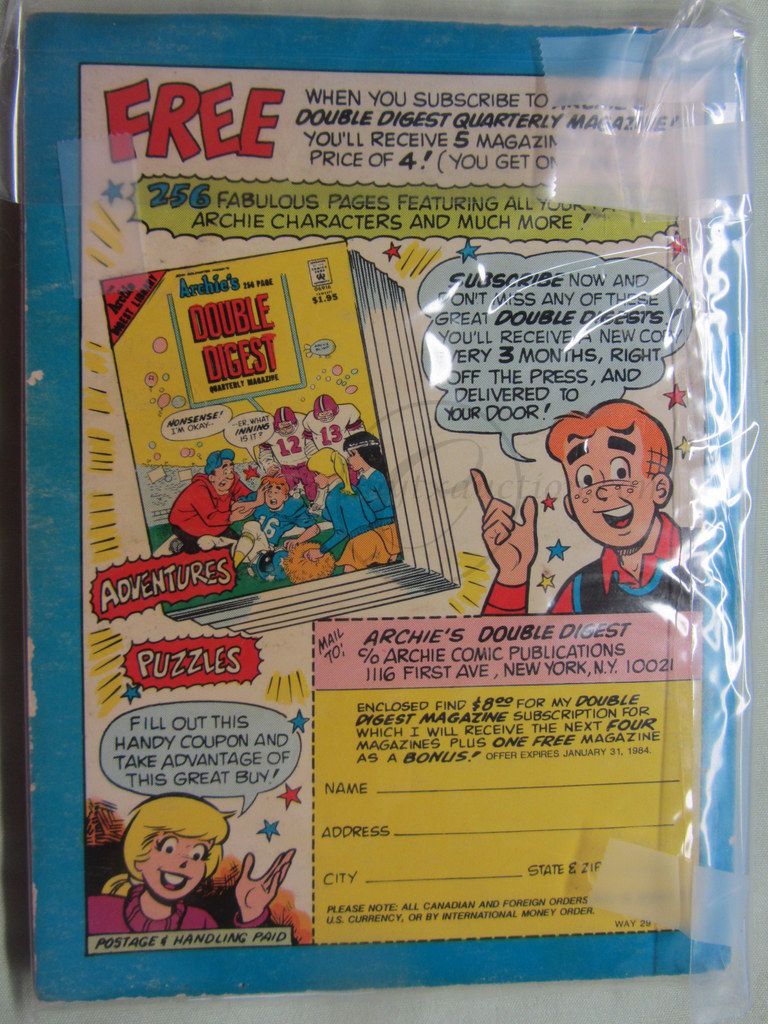 FREE
WHEN YOU SUBSCRIBE TO
DOUBLE DIGEST QUARTERLY MAGAZINE!
YOU'LL RECEIVE 5
PRICE OF 4! (YOU GET
256 FABULOUS PAGES FEATURING ALL YOUR
ARCHIE CHARACTERS AND MUCH MORE!
Archie DIGEST LIBRARY
Archie's 256 PAGE
DOUBLE
DIGEST
QUARTERLY MAGAZINE
$1.95
NONSENSE!
I'M OKAY--
--ER, WHAT
INNING
IS IT?
12
13
16
SUBSCRIBE NOW AND
DON'T MISS ANY OF THESE
GREAT DOUBLE DIGESTS!
YOU'LL RECEIVE A NEW COPY
EVERY 3 MONTHS, RIGHT
OFF THE PRESS, AND
DELIVERED TO
YOUR DOOR!
ADVENTURES
PUZZLES
FILL OUT THIS
HANDY COUPON AND
TAKE ADVANTAGE OF
THIS GREAT BUY!
POSTAGE & HANDLING PAID
MAIL
TO:
ARCHIE'S DOUBLE DIGEST
c/o ARCHIE COMIC PUBLICATIONS
1116 FIRST AVE, NEW YORK, N.Y. 10021
ENCLOSED FIND $8.00 FOR MY DOUBLE
DIGEST MAGAZINE SUBSCRIPTION FOR
WHICH I WILL RECEIVE THE NEXT FOUR
MAGAZINES PLUS ONE FREE MAGAZINE
AS A BONUS! OFFER EXPIRES JANUARY 31, 1984.
NAME
ADDRESS
CITY STATE & ZIP
PLEASE NOTE: ALL CANADIAN AND FOREIGN ORDERS
U.S. CURRENCY, OR BY INTERNATIONAL MONEY ORDER.
WAY 29